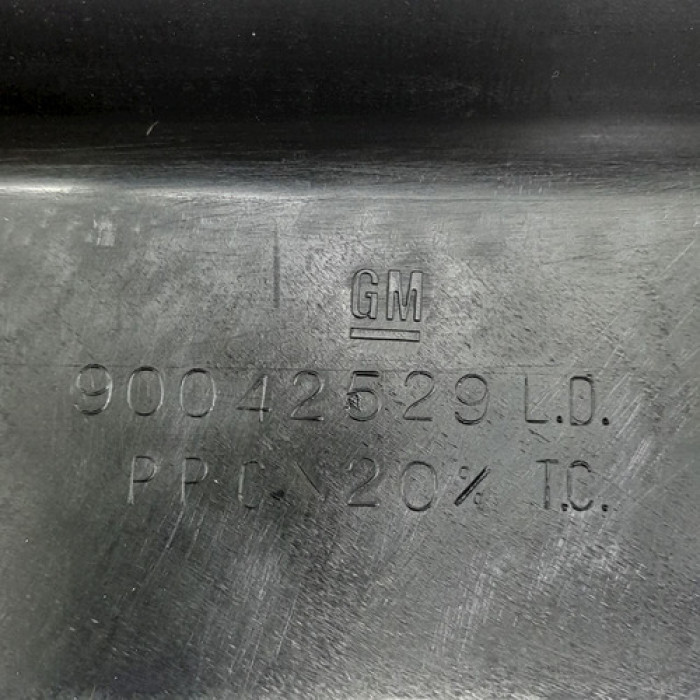 GM
90042529 L.D.
P.P.C. \ 20% T.C.